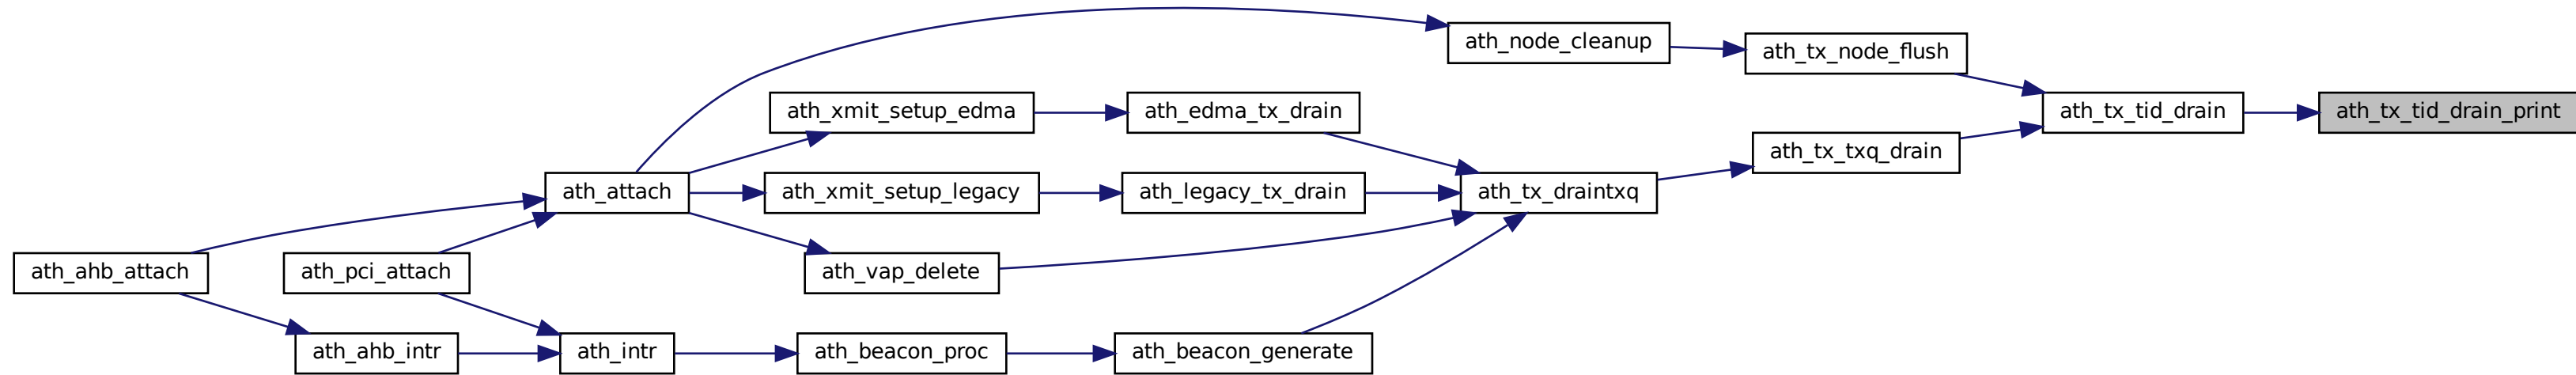 ath_node_cleanup
ath_tx_node_flush
ath_xmit_setup_edma
ath_edma_tx_drain
ath_tx_tid_drain
ath_tx_tid_drain_print
ath_tx_txq_drain
ath_attach
ath_xmit_setup_legacy
ath_legacy_tx_drain
ath_tx_draintxq
ath_ahb_attach
ath_pci_attach
ath_vap_delete
ath_ahb_intr
ath_intr
ath_beacon_proc
ath_beacon_generate